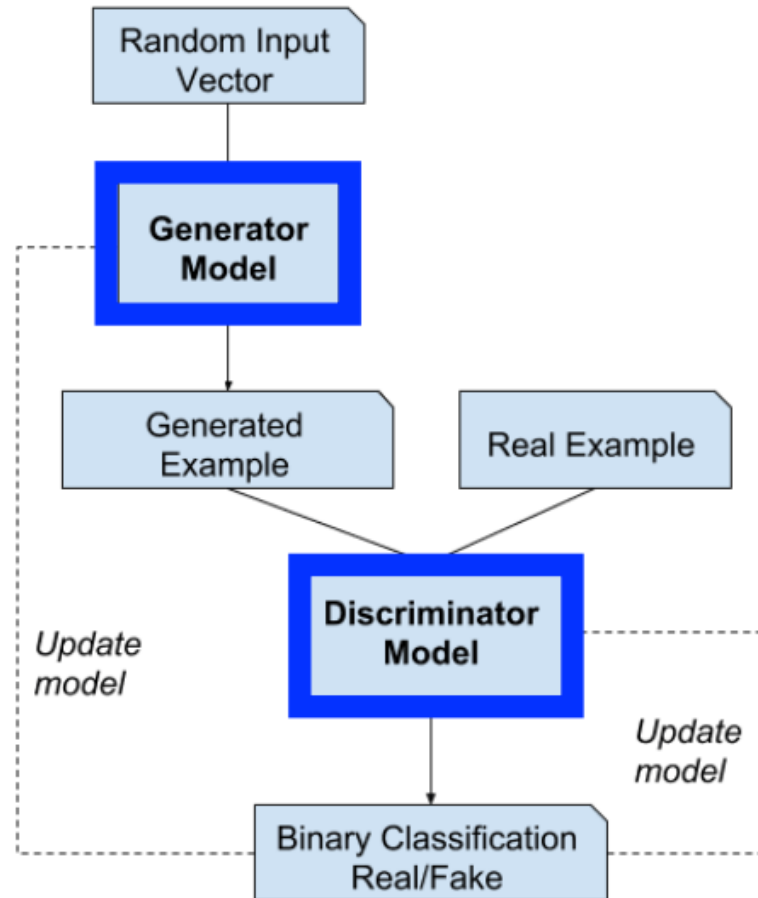 Random Input
Vector
Generator
Model
Generated
Example
Real Example
Discriminator
Model
Update
model
Update
model
Binary Classification
Real/Fake